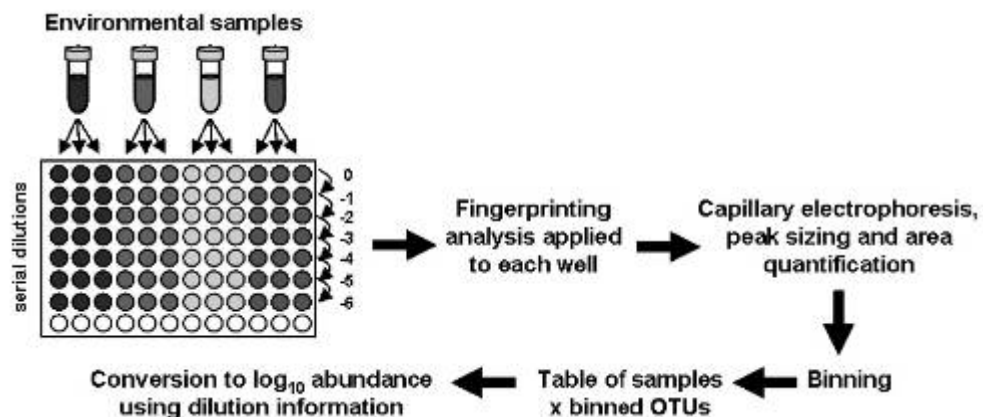 Environmental samples
serial dilutions
0
-1
-2
-3
-4
-5
-6
Fingerprinting
analysis applied
to each well
Capillary electrophoresis,
peak sizing and area
quantification
Binning
Table of samples
x binned OTUs
Conversion to log₁₀ abundance
using dilution information